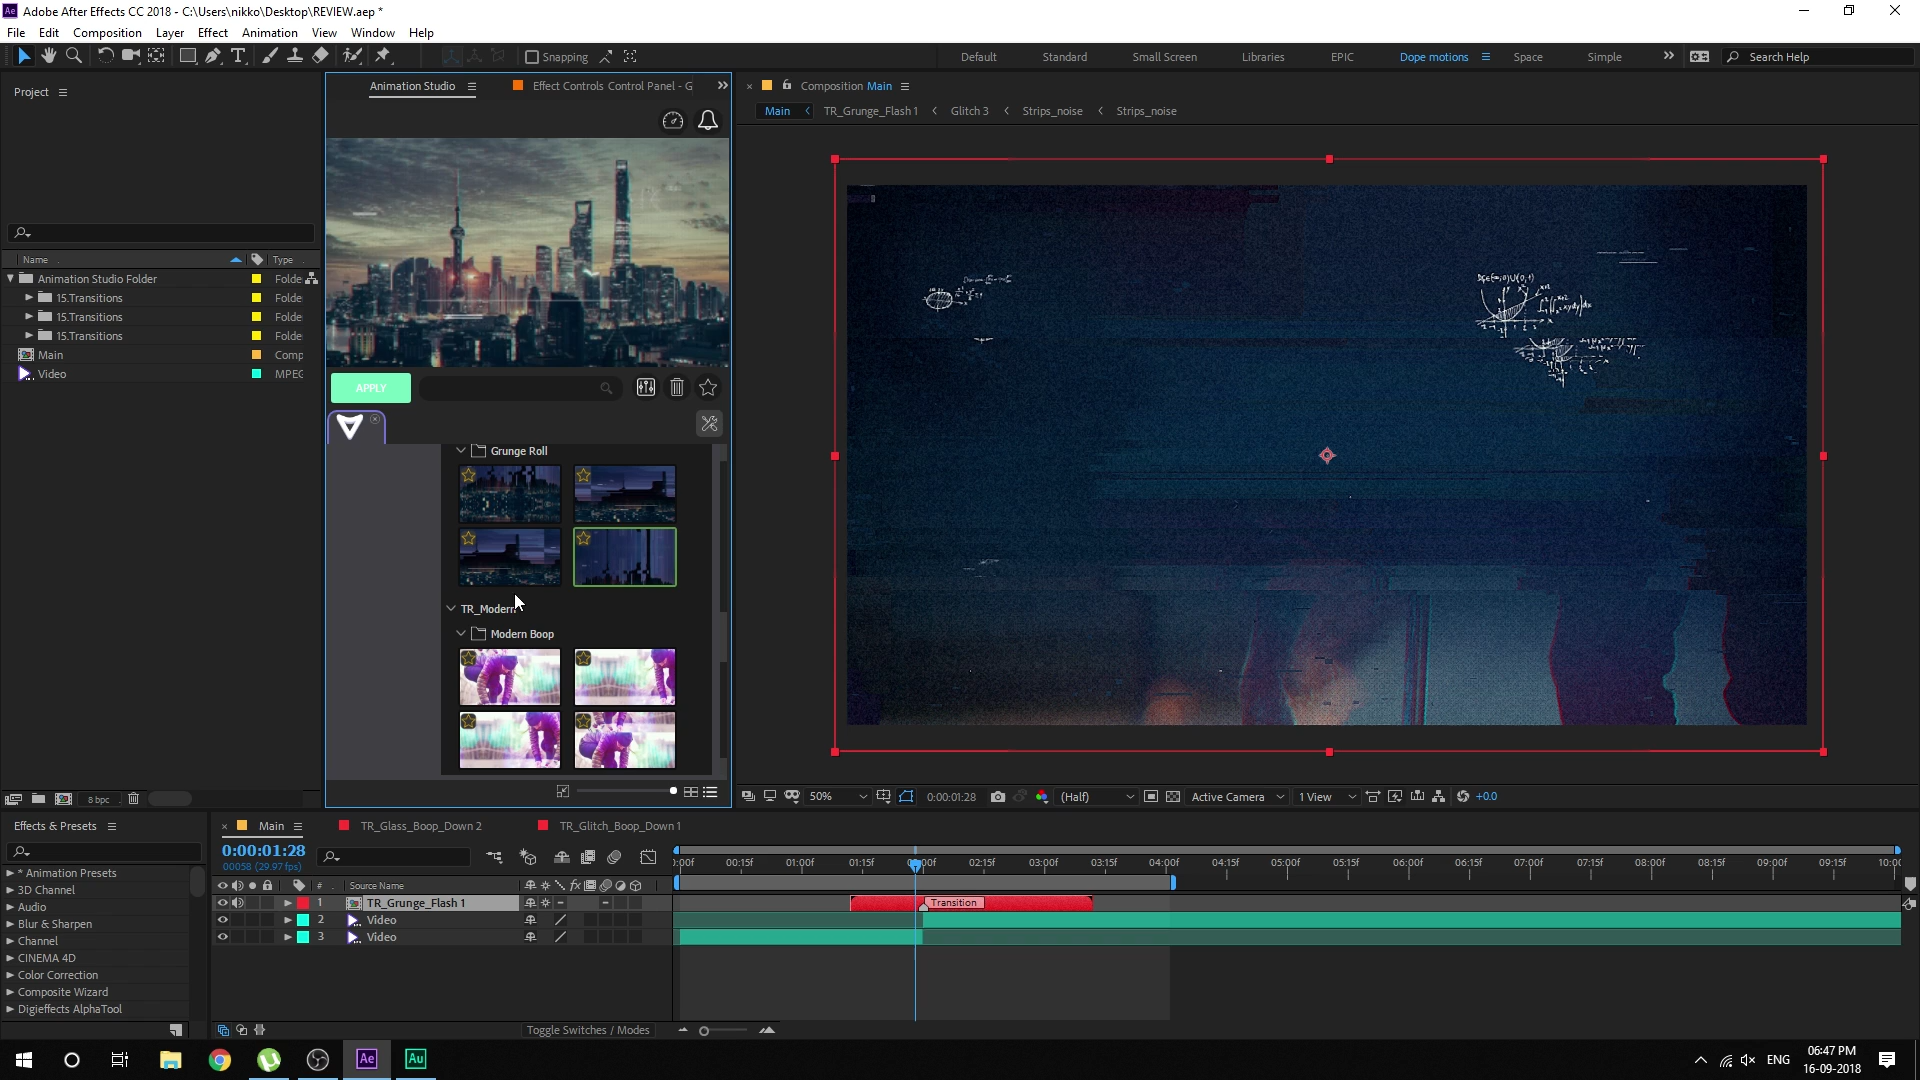 Adobe After Effects CC 2018 - C:\Users\nikko\Desktop\REVIEW.aep *
File Edit Composition Layer Effect Animation View Window Help
Snapping
Default Standard Small Screen Libraries EPIC Dope motions Space Simple
Search Help
Project
Animation Studio
Effect Controls Control Panel - G
Composition Main
Main TR_Grunge_Flash 1 Glitch 3 Strips_noise Strips_noise
Name Type
Animation Studio Folder Folde
15.Transitions Folde
15.Transitions Folde
15.Transitions Folde
Main Comp
Video MPEG
APPLY
Grunge Roll
TR_Modern
Modern Boop
8 bpc
50% 0:00:01:28 (Half) Active Camera 1 View +0.0
Effects & Presets
* Animation Presets
3D Channel
Audio
Blur & Sharpen
Channel
CINEMA 4D
Color Correction
Composite Wizard
Digieffects AlphaTool
Main TR_Glass_Boop_Down 2 TR_Glitch_Boop_Down 1
0:00:01:28
00058 (29.97 fps)
# Source Name
:00f 00:15f 01:00f 01:15f 02:15f 03:00f 03:15f 04:00f 04:15f 05:00f 05:15f 06:00f 06:15f 07:00f 07:15f 08:00f 08:15f 09:00f 09:15f 10:00
1 TR_Grunge_Flash 1
Transition
2 Video
3 Video
Toggle Switches / Modes
Ae Au
ENG
06:47 PM
16-09-2018